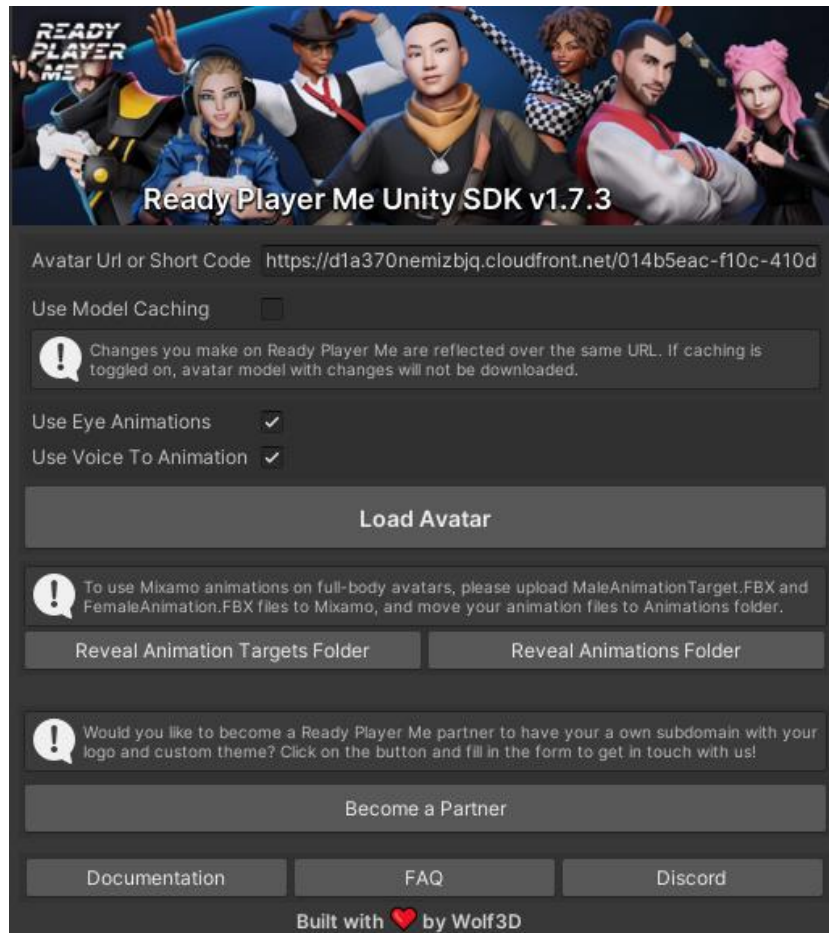 READY
PLAYER
ME
Ready Player Me Unity SDK v1.7.3
Avatar Url or Short Code https://d1a370nemizbjq.cloudfront.net/014b5eac-f10c-410d
Use Model Caching
Changes you make on Ready Player Me are reflected over the same URL. If caching is
toggled on, avatar model with changes will not be downloaded.
Use Eye Animations
Use Voice To Animation
Load Avatar
To use Mixamo animations on full-body avatars, please upload MaleAnimationTarget.FBX and
FemaleAnimation.FBX files to Mixamo, and move your animation files to Animations folder.
Reveal Animation Targets Folder Reveal Animations Folder
Would you like to become a Ready Player Me partner to have your a own subdomain with your
logo and custom theme? Click on the button and fill in the form to get in touch with us!
Become a Partner
Documentation FAQ Discord
Built with ❤ by Wolf3D